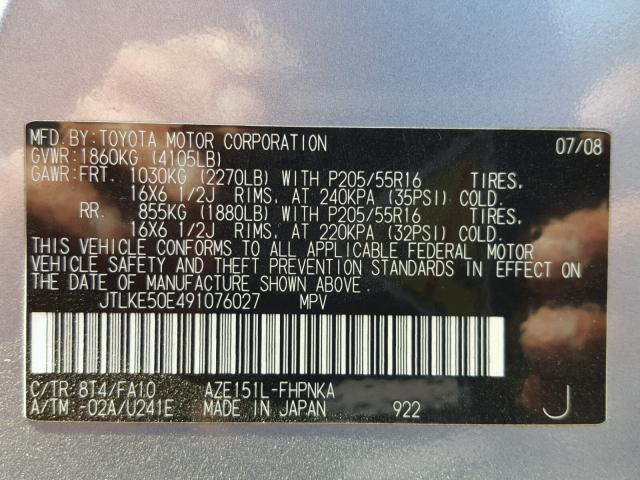 MFD.BY:TOYOTA MOTOR CORPORATION 07/08
GVWR:1860KG (4105LB)
GAWR:FRT. 1030KG (2270LB) WITH P205/55R16 TIRES,
16X6 1/2J RIMS, AT 240KPA (35PSI) COLD.
RR. 855KG (1880LB) WITH P205/55R16 TIRES,
16X6 1/2J RIMS, AT 220KPA (32PSI) COLD.
THIS VEHICLE CONFORMS TO ALL APPLICABLE FEDERAL MOTOR
VEHICLE SAFETY AND THEFT PREVENTION STANDARDS IN EFFECT ON
THE DATE OF MANUFACTURE SHOWN ABOVE.
JTLKE50E491076027 MPV
C/TR:8T4/FA10 AZE151L-FHPNKA
A/TM:-02A/U241E MADE IN JAPAN 922 J